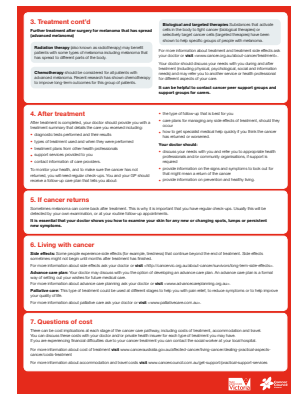 3. Treatment cont'd
Further treatment after surgery for melanoma that has spread
(advanced melanoma)
Radiation therapy (also known as radiotherapy) may benefit
patients with some types of melanoma including melanoma that
has spread to different parts of the body.
Chemotherapy should be considered for all patients with
advanced melanoma. Recent research has shown chemotherapy
to improve long-term outcomes for this group of patients.
Biological and targeted therapies Substances that activate
cells in the body to fight cancer (biological therapies) or
selectively target cancer cells (targeted therapies) have been
shown to help specific groups of people with melanoma.
For more information about treatment and treatment side effects ask
your doctor or visit
Your doctor should discuss your needs with you during and after
treatment (including physical, psychological, social and information
needs) and may refer you to another service or health professional
for different aspects of your care.
It can be helpful to contact cancer peer support groups and
support groups for carers.
4. After treatment
After treatment is completed, your doctor should provide you with a
treatment summary that details the care you received including:
• diagnostic tests performed and their results
• types of treatment used and when they were performed
• treatment plans from other health professionals
• support services provided to you
• contact information of care providers.
To monitor your health, and to make sure the cancer has not
returned, you will need regular check-ups. You and your GP should
receive a follow-up care plan that tells you about:
• the type of follow-up that is best for you
• care plans for managing any side effects of treatment, should they
occur
• how to get specialist medical help quickly if you think the cancer
has returned or worsened.
Your doctor should:
• discuss your needs with you and refer you to appropriate health
professionals and/or community organisations, if support is
required
• provide information on the signs and symptoms to look out for
that might mean a return of the cancer
• provide information on prevention and healthy living.
5. If cancer returns
Sometimes melanoma can come back after treatment. This is why it is important that you have regular check-ups. Usually this will be
detected by your own examination, or at your routine follow-up appointments.
It is essential that your doctor shows you how to examine your skin for any new or changing spots, lumps or persistent
new symptoms.
6. Living with cancer
Side effects: Some people experience side effects (for example, tiredness) that continue beyond the end of treatment. Side effects
sometimes might not begin until months after treatment has finished.
For more information about side effects ask your doctor or visit
Advance care plan: Your doctor may discuss with you the option of developing an advance care plan. An advance care plan is a formal
way of setting out your wishes for future medical care.
For more information about advance care planning ask your doctor or visit
Palliative care: This type of treatment could be used at different stages to help you with pain relief, to reduce symptoms or to help improve
your quality of life.
For more information about palliative care ask your doctor or visit
7. Questions of cost
There can be cost implications at each stage of the cancer care pathway, including costs of treatment, accommodation and travel.
You can discuss these costs with your doctor and/or private health insurer for each type of treatment you may have.
If you are experiencing financial difficulties due to your cancer treatment you can contact the social worker at your local hospital.
For more information about cost of treatment visit
For more information about accommodation and travel costs visit
Victoria